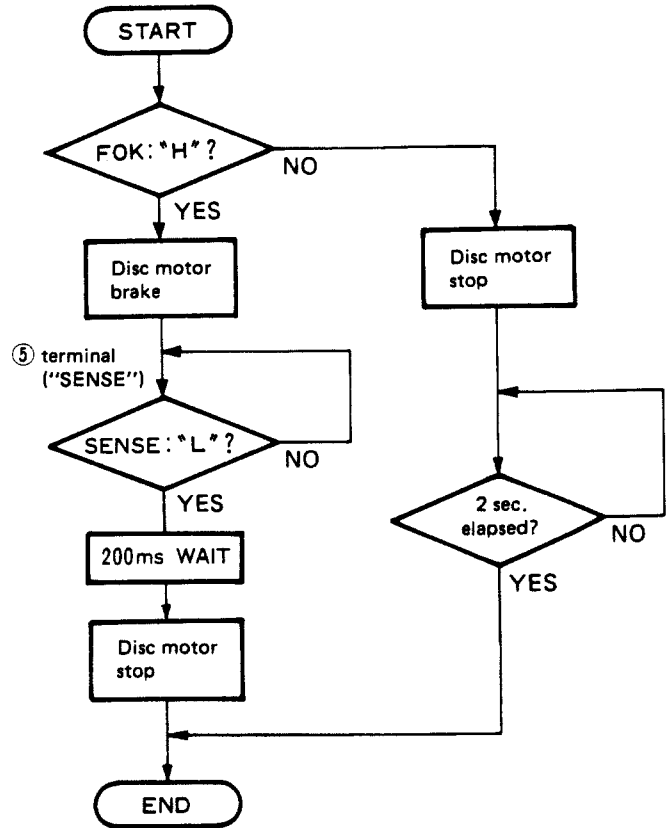 START
FOK: "H"?
NO
YES
Disc motor
brake
Disc motor
stop
⑤ terminal
("SENSE")
SENSE: "L"?
NO
YES
2 sec.
elapsed?
NO
YES
200ms WAIT
Disc motor
stop
END